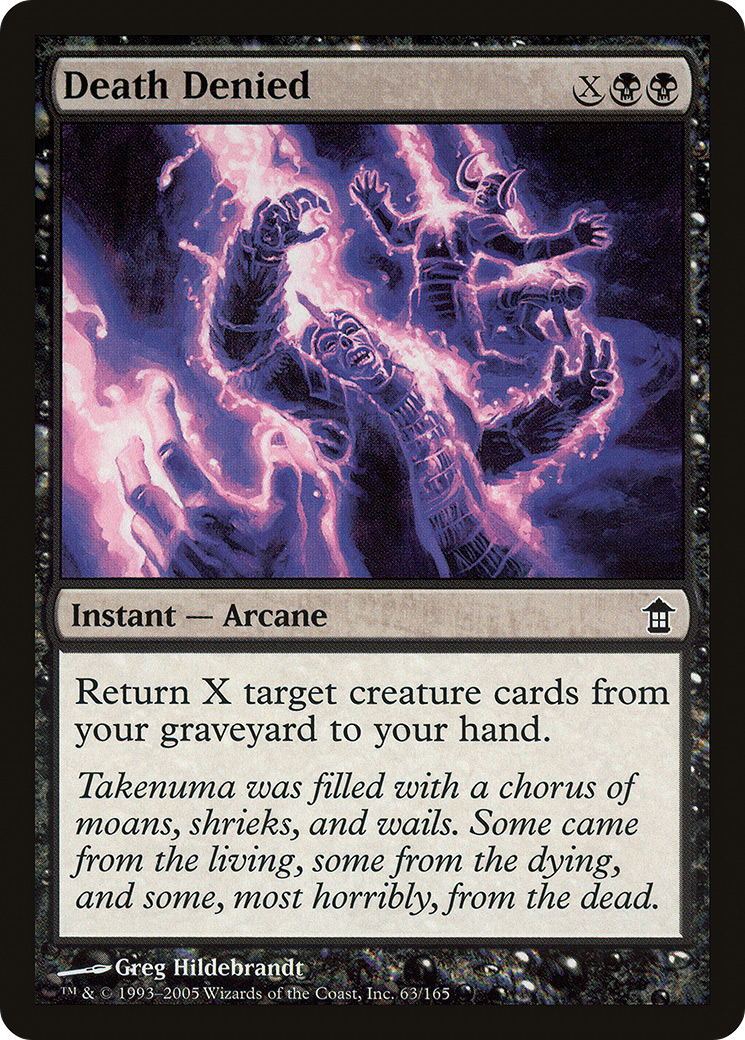 Death Denied X
Instant — Arcane
Return X target creature cards from
your graveyard to your hand.
Takenuma was filled with a chorus of
moans, shrieks, and wails. Some came
from the living, some from the dying,
and some, most horribly, from the dead.
Greg Hildebrandt
™ & © 1993–2005 Wizards of the Coast, Inc. 63/165